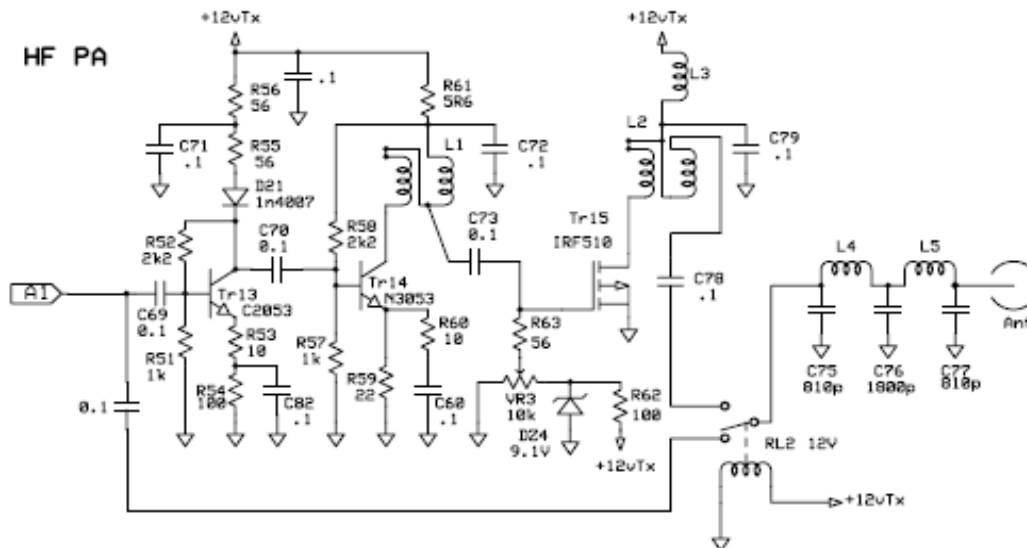 HF PA
+12vTx
.1
R56
56
C71
.1
R55
56
D21
1n4007
R61
5R6
L1
C72
.1
+12vTx
L3
L2
C79
.1
R52
2k2
C70
0.1
R58
2k2
C73
0.1
Tr15
IRF510
A1
C69
0.1
Tr13
C2053
Tr14
N3053
C78
.1
L4
L5
Ant
R51
1k
R53
10
R54
100
C82
.1
R57
1k
R59
22
R60
10
C60
.1
R63
56
VR3
10k
DZ4
9.1V
R62
100
+12vTx
C75
810p
C76
1800p
C77
810p
0.1
RL2 12V
+12vTx